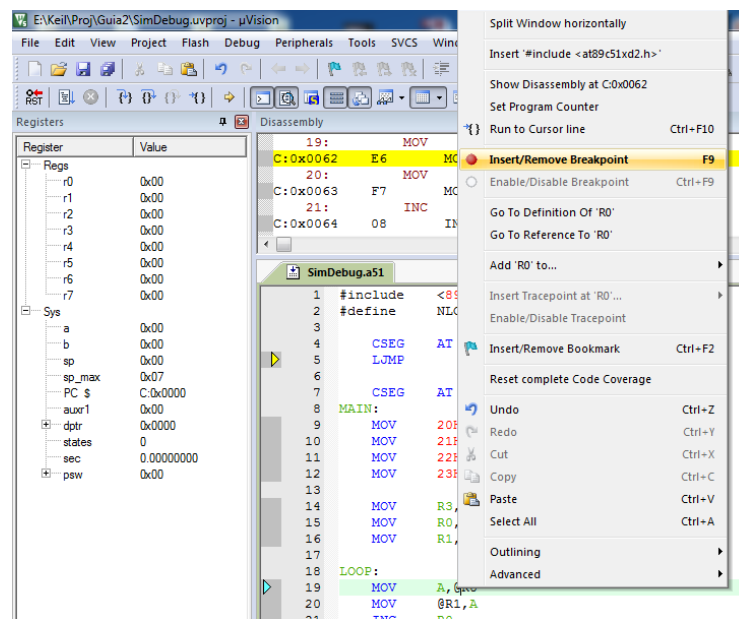 E:\Keil\Proj\Guia2\SimDebug.uvproj - µVision
File Edit View Project Flash Debug Peripherals Tools SVCS
RST
Registers
Register Value
Regs
r0 0x00
r1 0x00
r2 0x00
r3 0x00
r4 0x00
r5 0x00
r6 0x00
r7 0x00
Sys
a 0x00
b 0x00
sp 0x00
sp_max 0x07
PC $ C:0x0000
auxr1 0x00
dptr 0x0000
states 0
sec 0.00000000
psw 0x00
Disassembly
19: MOV
C:0x0062 E6
20: MOV
C:0x0063 F7
21: INC
C:0x0064 08
SimDebug.a51
1 #include
2 #define
3
4 CSEG AT
5 LJMP
6
7 CSEG AT
8 MAIN:
9 MOV 20H
10 MOV 21H
11 MOV 22H
12 MOV 23H
13
14 MOV R3,
15 MOV R0,
16 MOV R1,
17
18 LOOP:
19 MOV A,@R0
20 MOV @R1,A
Split Window horizontally
Insert '#include <at89c51xd2.h>'
Show Disassembly at C:0x0062
Set Program Counter
Run to Cursor line Ctrl+F10
Insert/Remove Breakpoint F9
Enable/Disable Breakpoint Ctrl+F9
Go To Definition Of 'R0'
Go To Reference To 'R0'
Add 'R0' to...
Insert Tracepoint at 'R0'...
Enable/Disable Tracepoint
Insert/Remove Bookmark Ctrl+F2
Reset complete Code Coverage
Undo Ctrl+Z
Redo Ctrl+Y
Cut Ctrl+X
Copy Ctrl+C
Paste Ctrl+V
Select All Ctrl+A
Outlining
Advanced